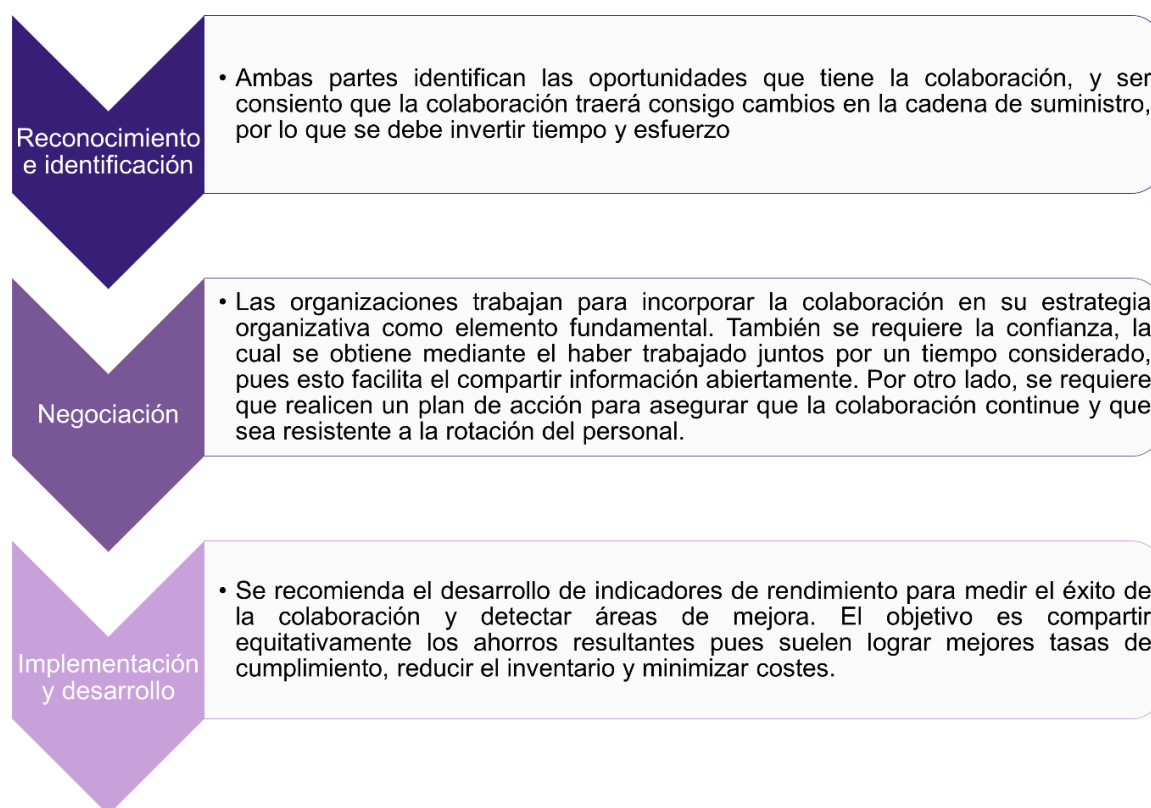 Reconocimiento
e identificación
• Ambas partes identifican las oportunidades que tiene la colaboración, y ser
consiento que la colaboración traerá consigo cambios en la cadena de suministro,
por lo que se debe invertir tiempo y esfuerzo
Negociación
• Las organizaciones trabajan para incorporar la colaboración en su estrategia
organizativa como elemento fundamental. También se requiere la confianza, la
cual se obtiene mediante el haber trabajado juntos por un tiempo considerado,
pues esto facilita el compartir información abiertamente. Por otro lado, se requiere
que realicen un plan de acción para asegurar que la colaboración continue y que
sea resistente a la rotación del personal.
Implementación
y desarrollo
• Se recomienda el desarrollo de indicadores de rendimiento para medir el éxito de
la colaboración y detectar áreas de mejora. El objetivo es compartir
equitativamente los ahorros resultantes pues suelen lograr mejores tasas de
cumplimiento, reducir el inventario y minimizar costes.